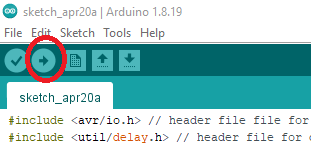 sketch_apr20a | Arduino 1.8.19
File Edit Sketch Tools Help
sketch_apr20a
#include <avr/io.h> // header file file for
#include <util/delay.h> // header file for